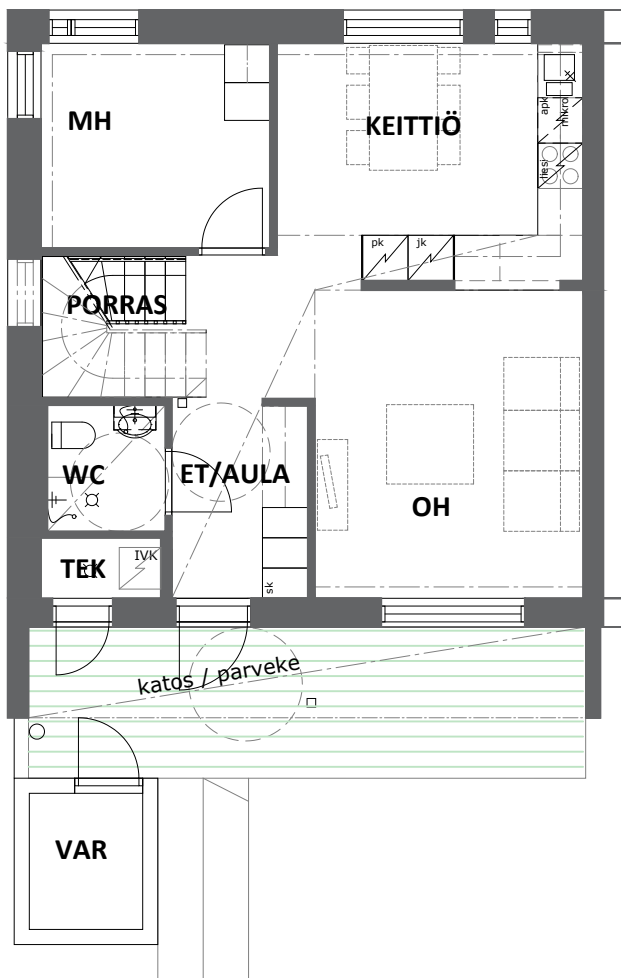 MH
KEITTIÖ
apk
mikro
liesi
pk
jk
PORRAS
WC
ET/AULA
OH
TEK
IVK
sk
katos / parveke
VAR